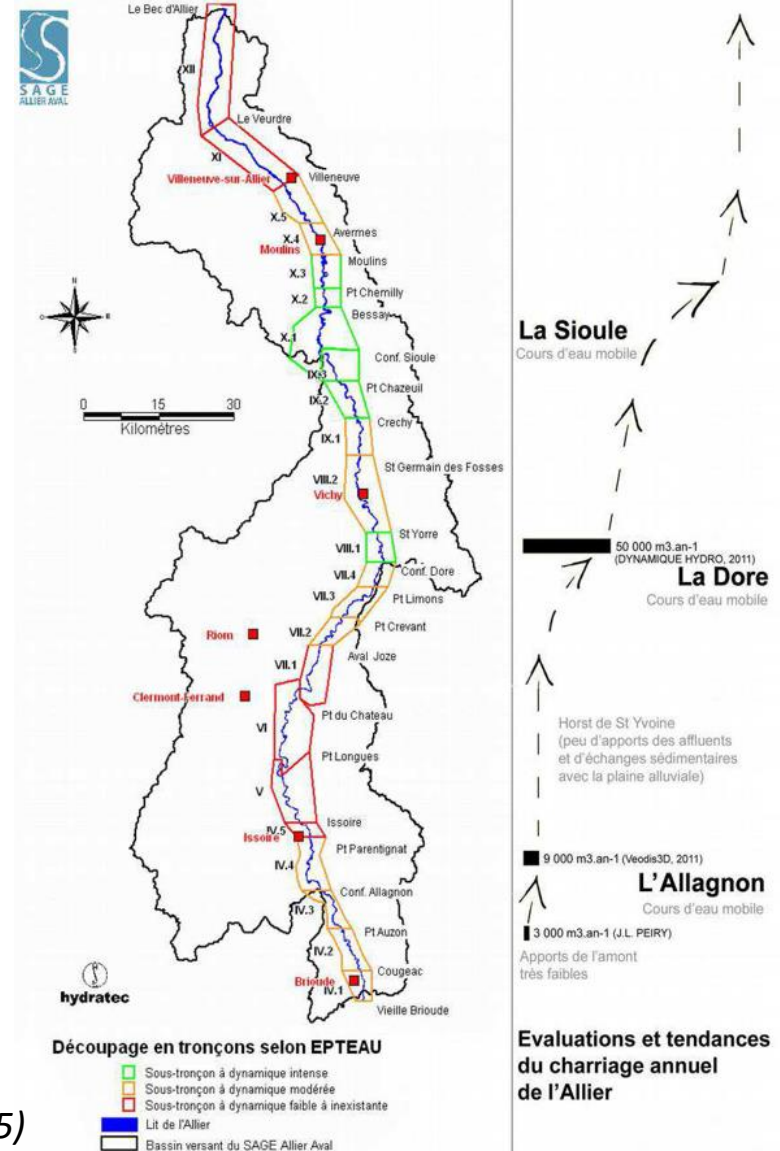 SAGE
ALLIER AVAL
Le Bec d'Allier
XII
Le Veurdre
XI
Villeneuve-sur-Allier
Villeneuve
X.5
Avermes
X.4
Moulins
Moulins
X.3
Pt Chemilly
X.2
Bessay
X.1
Conf. Sioule
IX.3
Pt Chazeuil
IX.2
Crechy
IX.1
St Germain des Fosses
VIII.2
Vichy
St Yorre
VIII.1
Conf. Dore
VII.4
Pt Limons
VII.3
Pt Crevant
VII.2
Riom
Aval Joze
VII.1
Clermont-Ferrand
Pt du Chateau
VI
Pt Longues
V
Issoire
IV.5
Issoire
Pt Parentignat
IV.4
Conf. Allagnon
IV.3
Pt Auzon
IV.2
Cougeac
Brioude
IV.1
Vieille Brioude
N
S
0 15 30
Kilométres
hydratec
Découpage en tronçons selon EPTEAU
Sous-tronçon à dynamique intense
Sous-tronçon à dynamique modérée
Sous-tronçon à dynamique faible à inexistante
Lit de l'Allier
Bassin versant du SAGE Allier Aval
5)
La Sioule
Cours d'eau mobile
50 000 m3.an-1
(DYNAMIQUE HYDRO, 2011)
La Dore
Cours d'eau mobile
Horst de St Yvoine
(peu d'apports des affluents
et d'échanges sédimentaires
avec la plaine alluviale)
9 000 m3.an-1 (Veodis3D, 2011)
L'Allagnon
Cours d'eau mobile
3 000 m3.an-1 (J.L. PEIRY)
Apports de l'amont
très faibles
Evaluations et tendances
du charriage annuel
de l'Allier